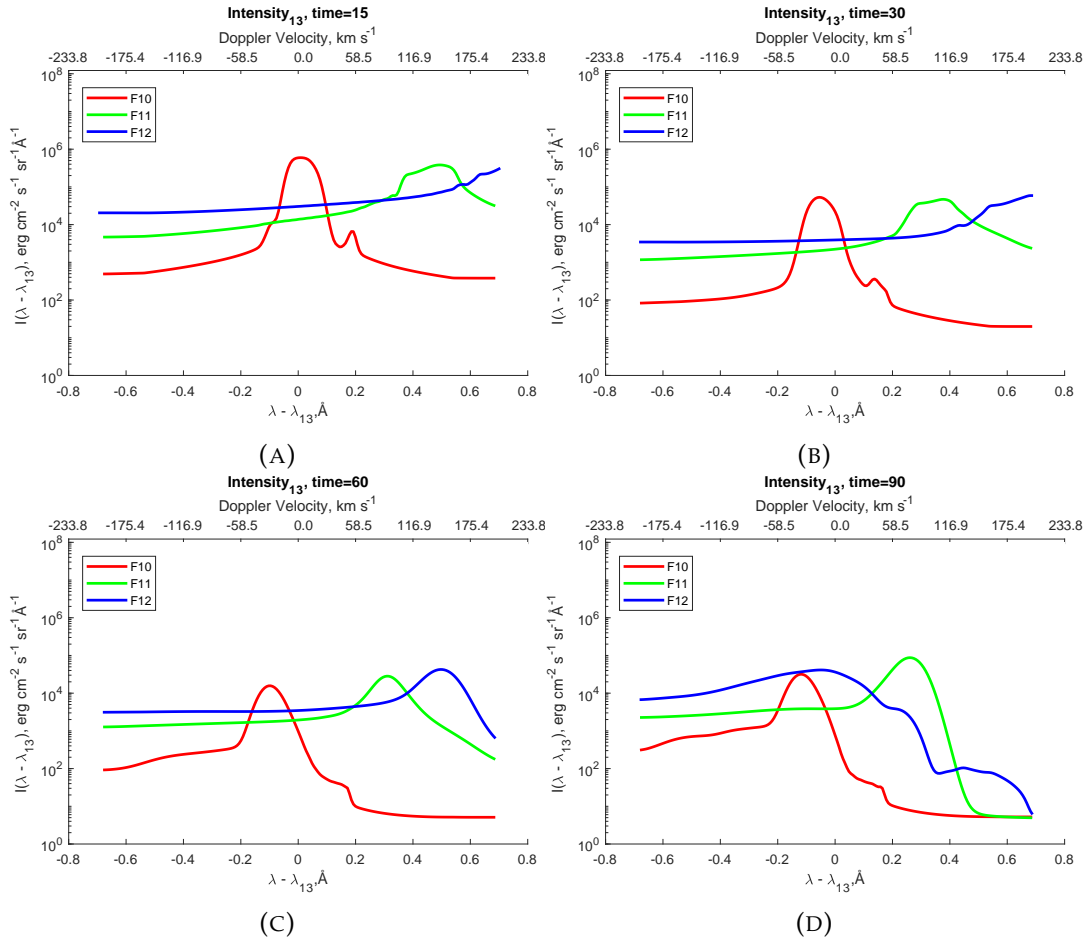 Intensity13, time=15
Doppler Velocity, km s-1
-233.8 -175.4 -116.9 -58.5 0.0 58.5 116.9 175.4 233.8
10^8
10^6
10^4
10^2
10^0
F10
F11
F12
I(λ - λ13), erg cm-2 s-1 sr-1Å-1
-0.8 -0.6 -0.4 -0.2 0 0.2 0.4 0.6 0.8
λ - λ13,Å
(A)
Intensity13, time=30
Doppler Velocity, km s-1
-233.8 -175.4 -116.9 -58.5 0.0 58.5 116.9 175.4 233.8
10^8
10^6
10^4
10^2
10^0
F10
F11
F12
I(λ - λ13), erg cm-2 s-1 sr-1Å-1
-0.8 -0.6 -0.4 -0.2 0 0.2 0.4 0.6 0.8
λ - λ13,Å
(B)
Intensity13, time=60
Doppler Velocity, km s-1
-233.8 -175.4 -116.9 -58.5 0.0 58.5 116.9 175.4 233.8
10^8
10^6
10^4
10^2
10^0
F10
F11
F12
I(λ - λ13), erg cm-2 s-1 sr-1Å-1
-0.8 -0.6 -0.4 -0.2 0 0.2 0.4 0.6 0.8
λ - λ13,Å
(C)
Intensity13, time=90
Doppler Velocity, km s-1
-233.8 -175.4 -116.9 -58.5 0.0 58.5 116.9 175.4 233.8
10^8
10^6
10^4
10^2
10^0
F10
F11
F12
I(λ - λ13), erg cm-2 s-1 sr-1Å-1
-0.8 -0.6 -0.4 -0.2 0 0.2 0.4 0.6 0.8
λ - λ13,Å
(D)